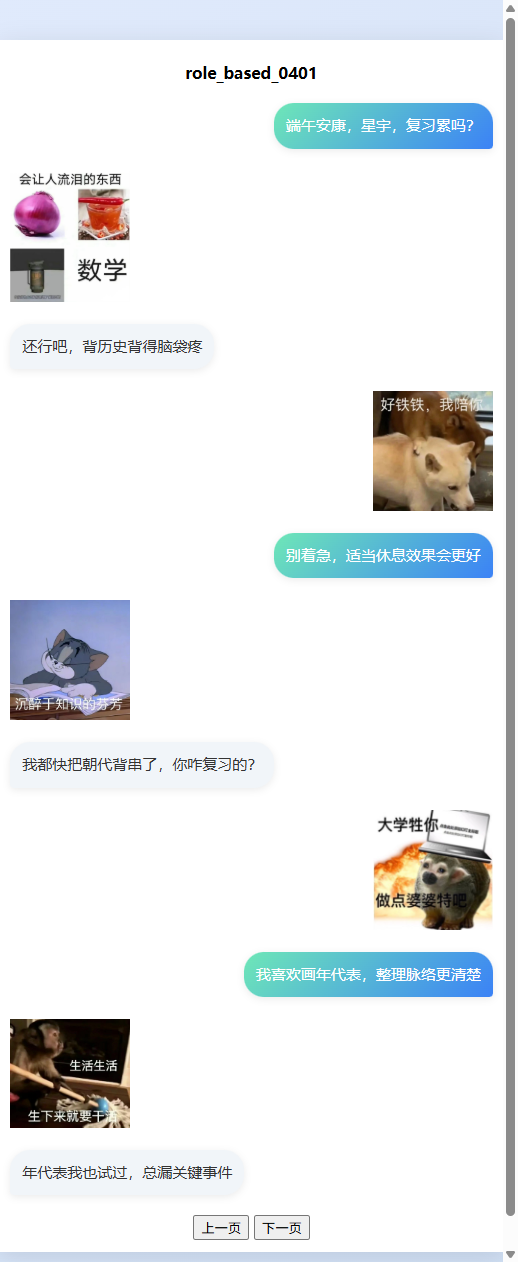 role_based_0401
端午安康，星宇，复习累吗？
会让人流泪的东西
数学
还行吧，背历史背得脑袋疼
好铁铁，我陪你
别着急，适当休息效果会更好
沉醉于知识的芬芳
我都快把朝代背串了，你咋复习的？
大学牲你
做点婆婆特吧
我喜欢画年代表，整理脉络更清楚
生活生活
生下来就要干活
年代表我也试过，总漏关键事件
上一页 下一页